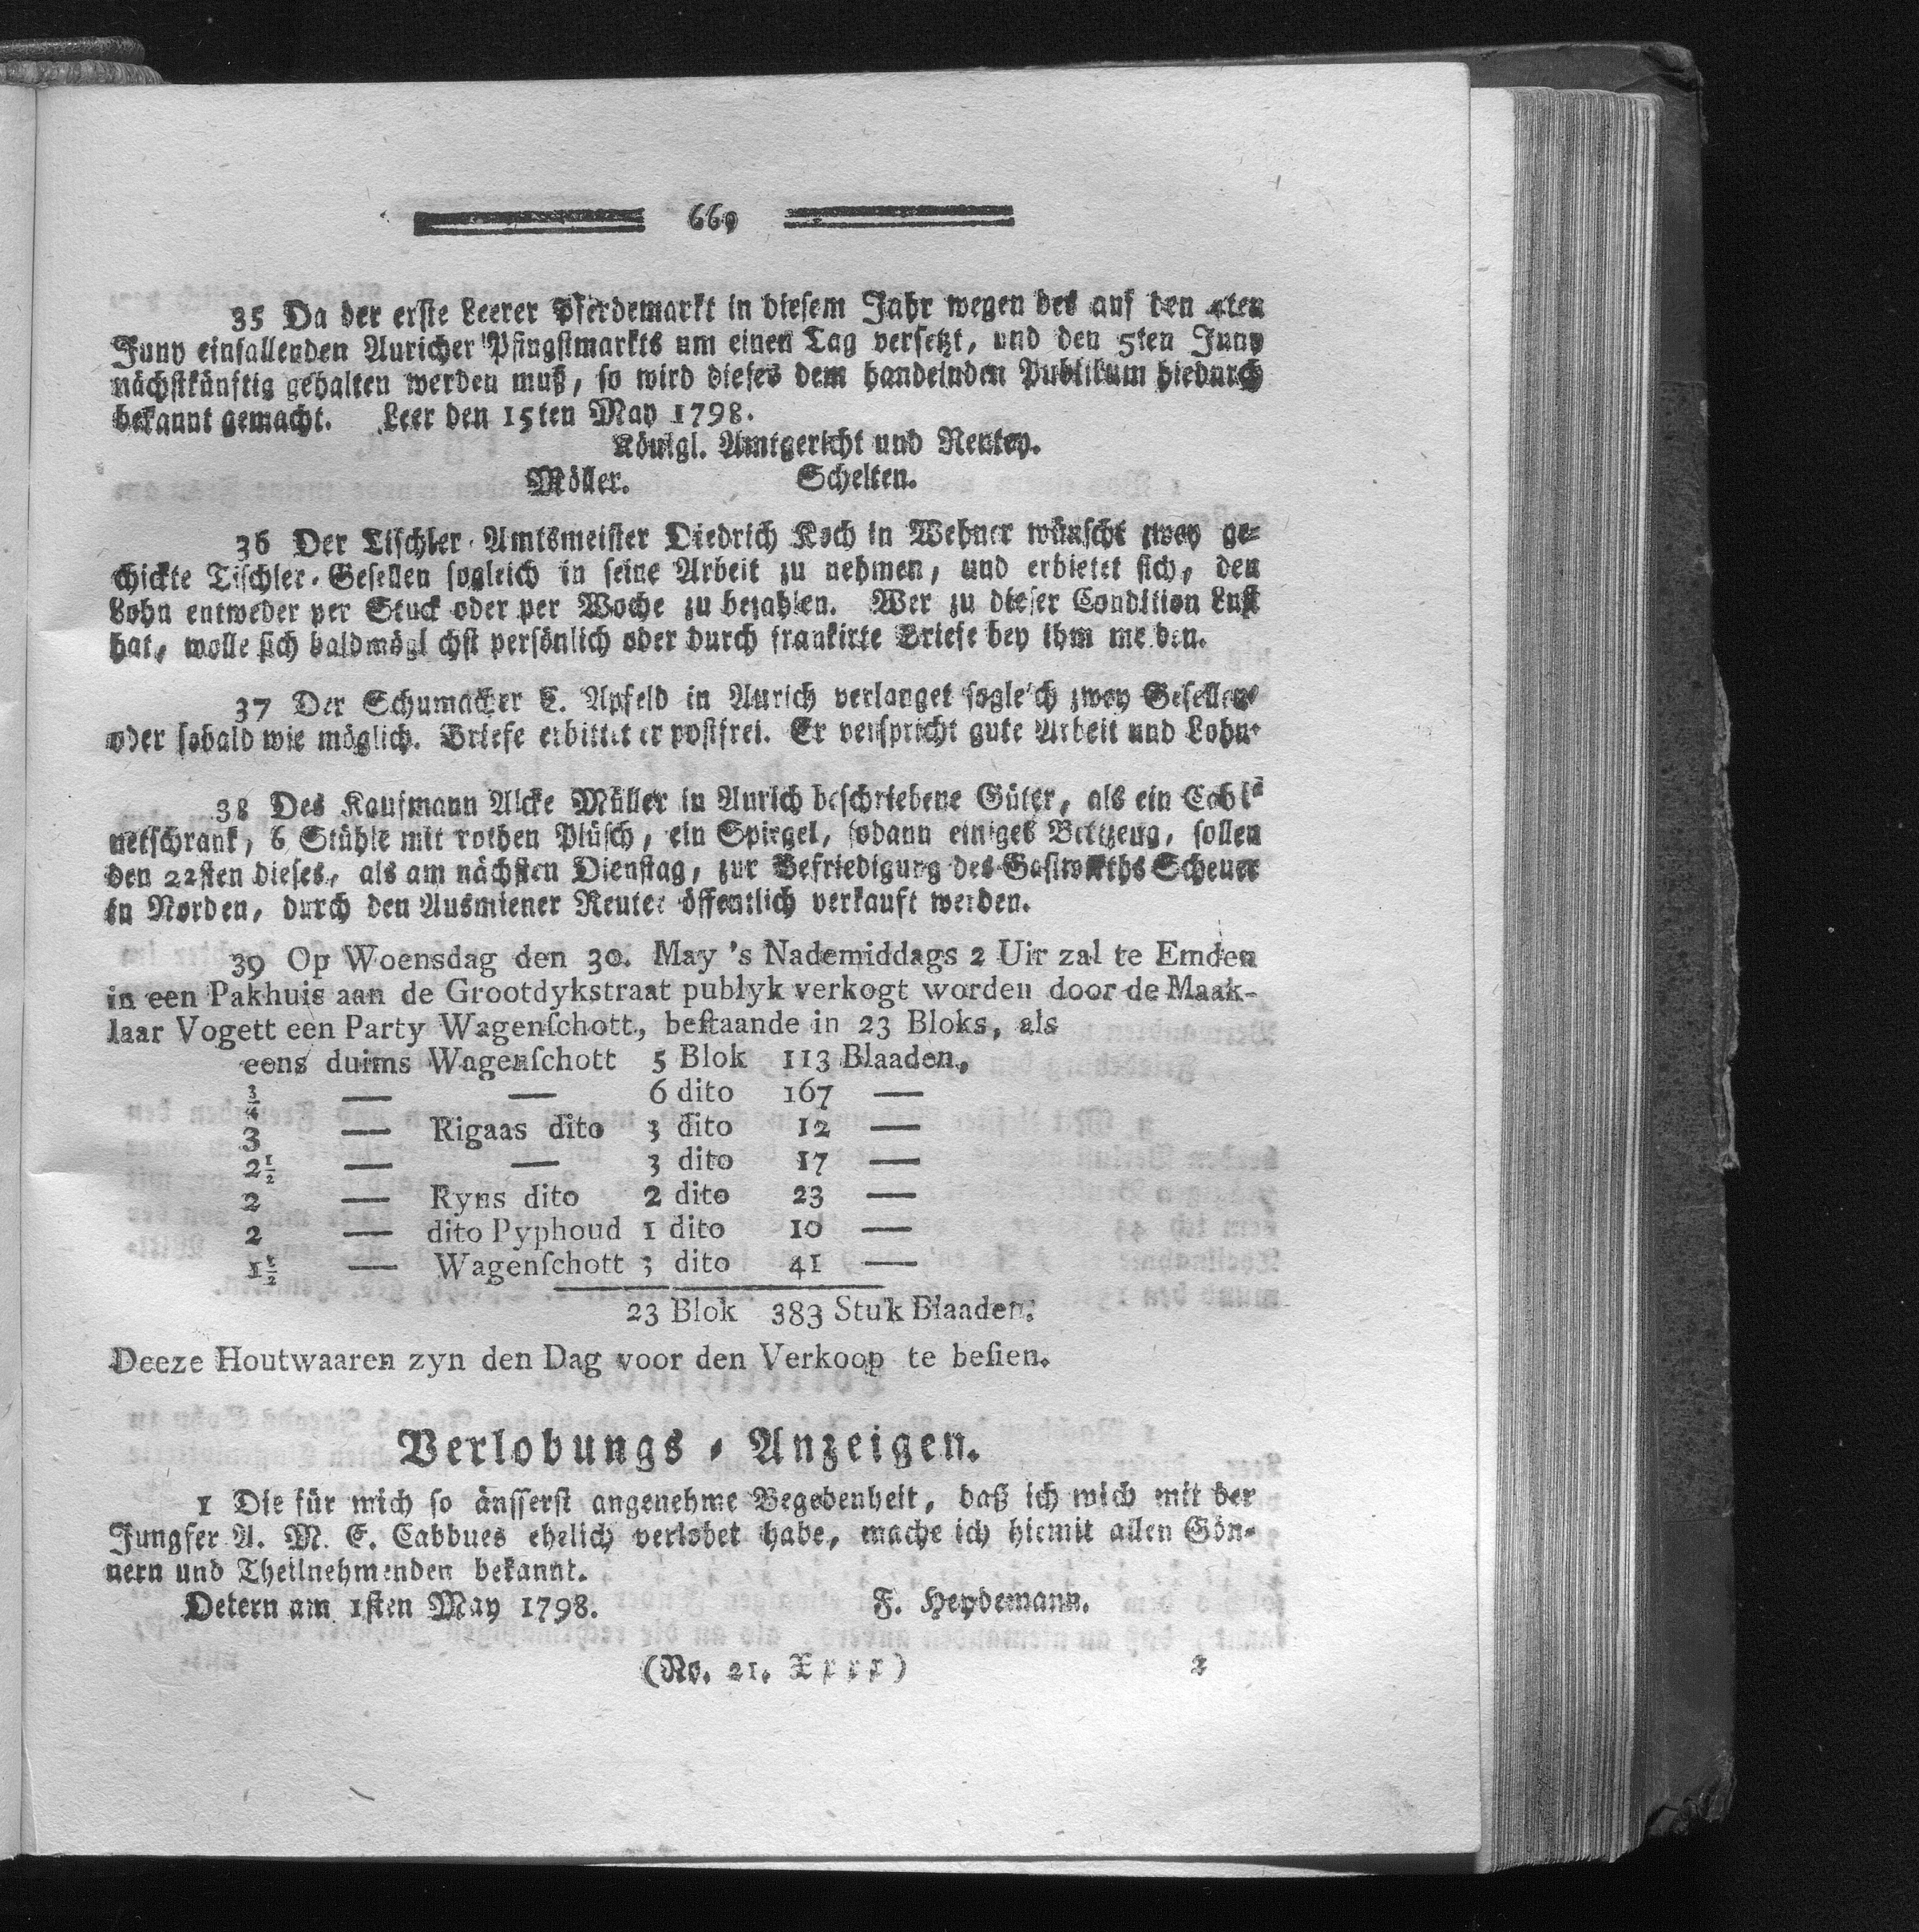 669
35 Da der erste Leerer Pferdemarkt in diesem Jahr wegen des auf den 4ten
Juny einfallenden Auricher Pfingstmarkts um einen Tag versetzt, und den 5ten Juny
nächstkünftig gehalten werden muß, so wird dieses dem handelnden Publikum hiedurch
bekannt gemacht. Leer den 15ten May 1798.
Königl. Amtgericht und Rentey.
Möller. Schelten.
36 Der Tischler-Amtsmeister Diedrich Koch in Wehner wünscht zwey ge-
chickte Tischler-Gesellen sogleich in seine Arbeit zu nehmen, und erbietet sich, den
Lohn entweder per Stuck oder per Woche zu bezahlen. Wer zu dieser Condition Lust
hat, wolle sich baldmögl chst persönlich oder durch frankirte Briefe bey ihm me den.
37 Der Schumacher C. Apfeld in Aurich verlanget sogleich zwey Gesellen
oder sobald wie möglich. Briefe erbittet er postfrei. Er verspricht gute Arbeit und Lohn.
38 Des Kaufmann Alcke Müller in Aurich beschriebene Güter, als ein Cabi-
netschrank, 6 Stühle mit rothen Plüsch, ein Spiegel, sodann einiges Bettzeug, sollen
den 22sten dieses, als am nächsten Dienstag, zur Befriedigung des Gastwirths Scheuer
in Norden, durch den Ausmiener Reuter öffentlich verkauft werden.
39 Op Woensdag den 30. May 's Nademiddags 2 Uir zal te Emden
in een Pakhuis aan de Grootdykstraat publyk verkogt worden door de Maak-
laar Vogett een Party Wagenſchott, beſtaande in 23 Bloks, als
eens duims Wagenſchott 5 Blok 113 Blaaden,
3/4 — — 6 dito 167 —
3 — Rigaas dito 3 dito 12 —
2½ — — 3 dito 17 —
2 — Ryns dito 2 dito 23 —
2 — dito Pyphoud 1 dito 10 —
1½ — Wagenſchott 3 dito 41 —
23 Blok 383 Stuk Blaaden.
Deeze Houtwaaren zyn den Dag voor den Verkoop te beſien.
Verlobungs-Anzeigen.
1 Die für mich so äusserst angenehme Begebenheit, daß ich mich mit der
Jungfer A. M. E. Cabbues ehelich verlobet habe, mache ich hiemit allen Gön-
nern und Theilnehmenden bekannt.
Detern am 1sten May 1798. F. Heydemann.
(No. 21. Xxxx) 2